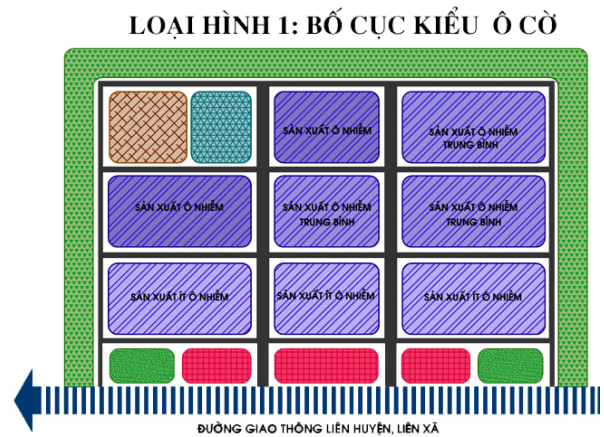 LOẠI HÌNH 1: BỐ CỤC KIỂU Ô CỜ
SẢN XUẤT Ô NHIỄM
SẢN XUẤT Ô NHIỄM
TRUNG BÌNH
SẢN XUẤT Ô NHIỄM
SẢN XUẤT Ô NHIỄM
TRUNG BÌNH
SẢN XUẤT Ô NHIỄM
TRUNG BÌNH
SẢN XUẤT ÍT Ô NHIỄM
SẢN XUẤT ÍT Ô NHIỄM
SẢN XUẤT ÍT Ô NHIỄM
ĐƯỜNG GIAO THÔNG LIÊN HUYỆN, LIÊN XÃ